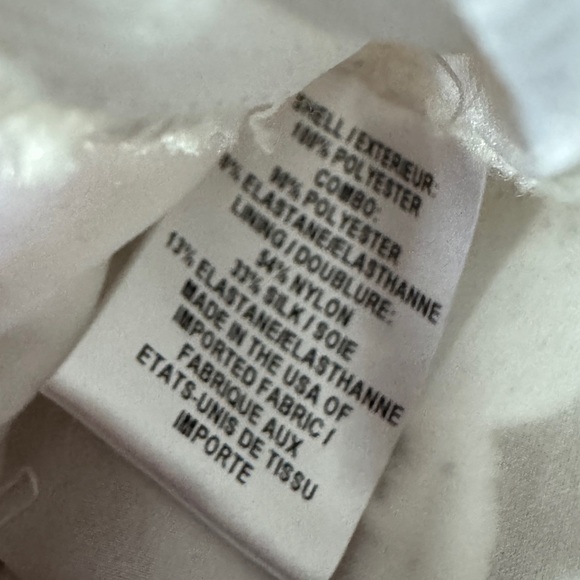 SHELL / EXTERIEUR:
100% POLYESTER
COMBO:
POLYESTER
ELASTANE/ELASTHANNE
LINING / DOUBLURE:
54% NYLON
33% SILK / SOIE
13% ELASTANE/ELASTHANNE
MADE IN THE USA OF
IMPORTED FABRIC /
FABRIQUE AUX
ETATS-UNIS DE TISSU
IMPORTE